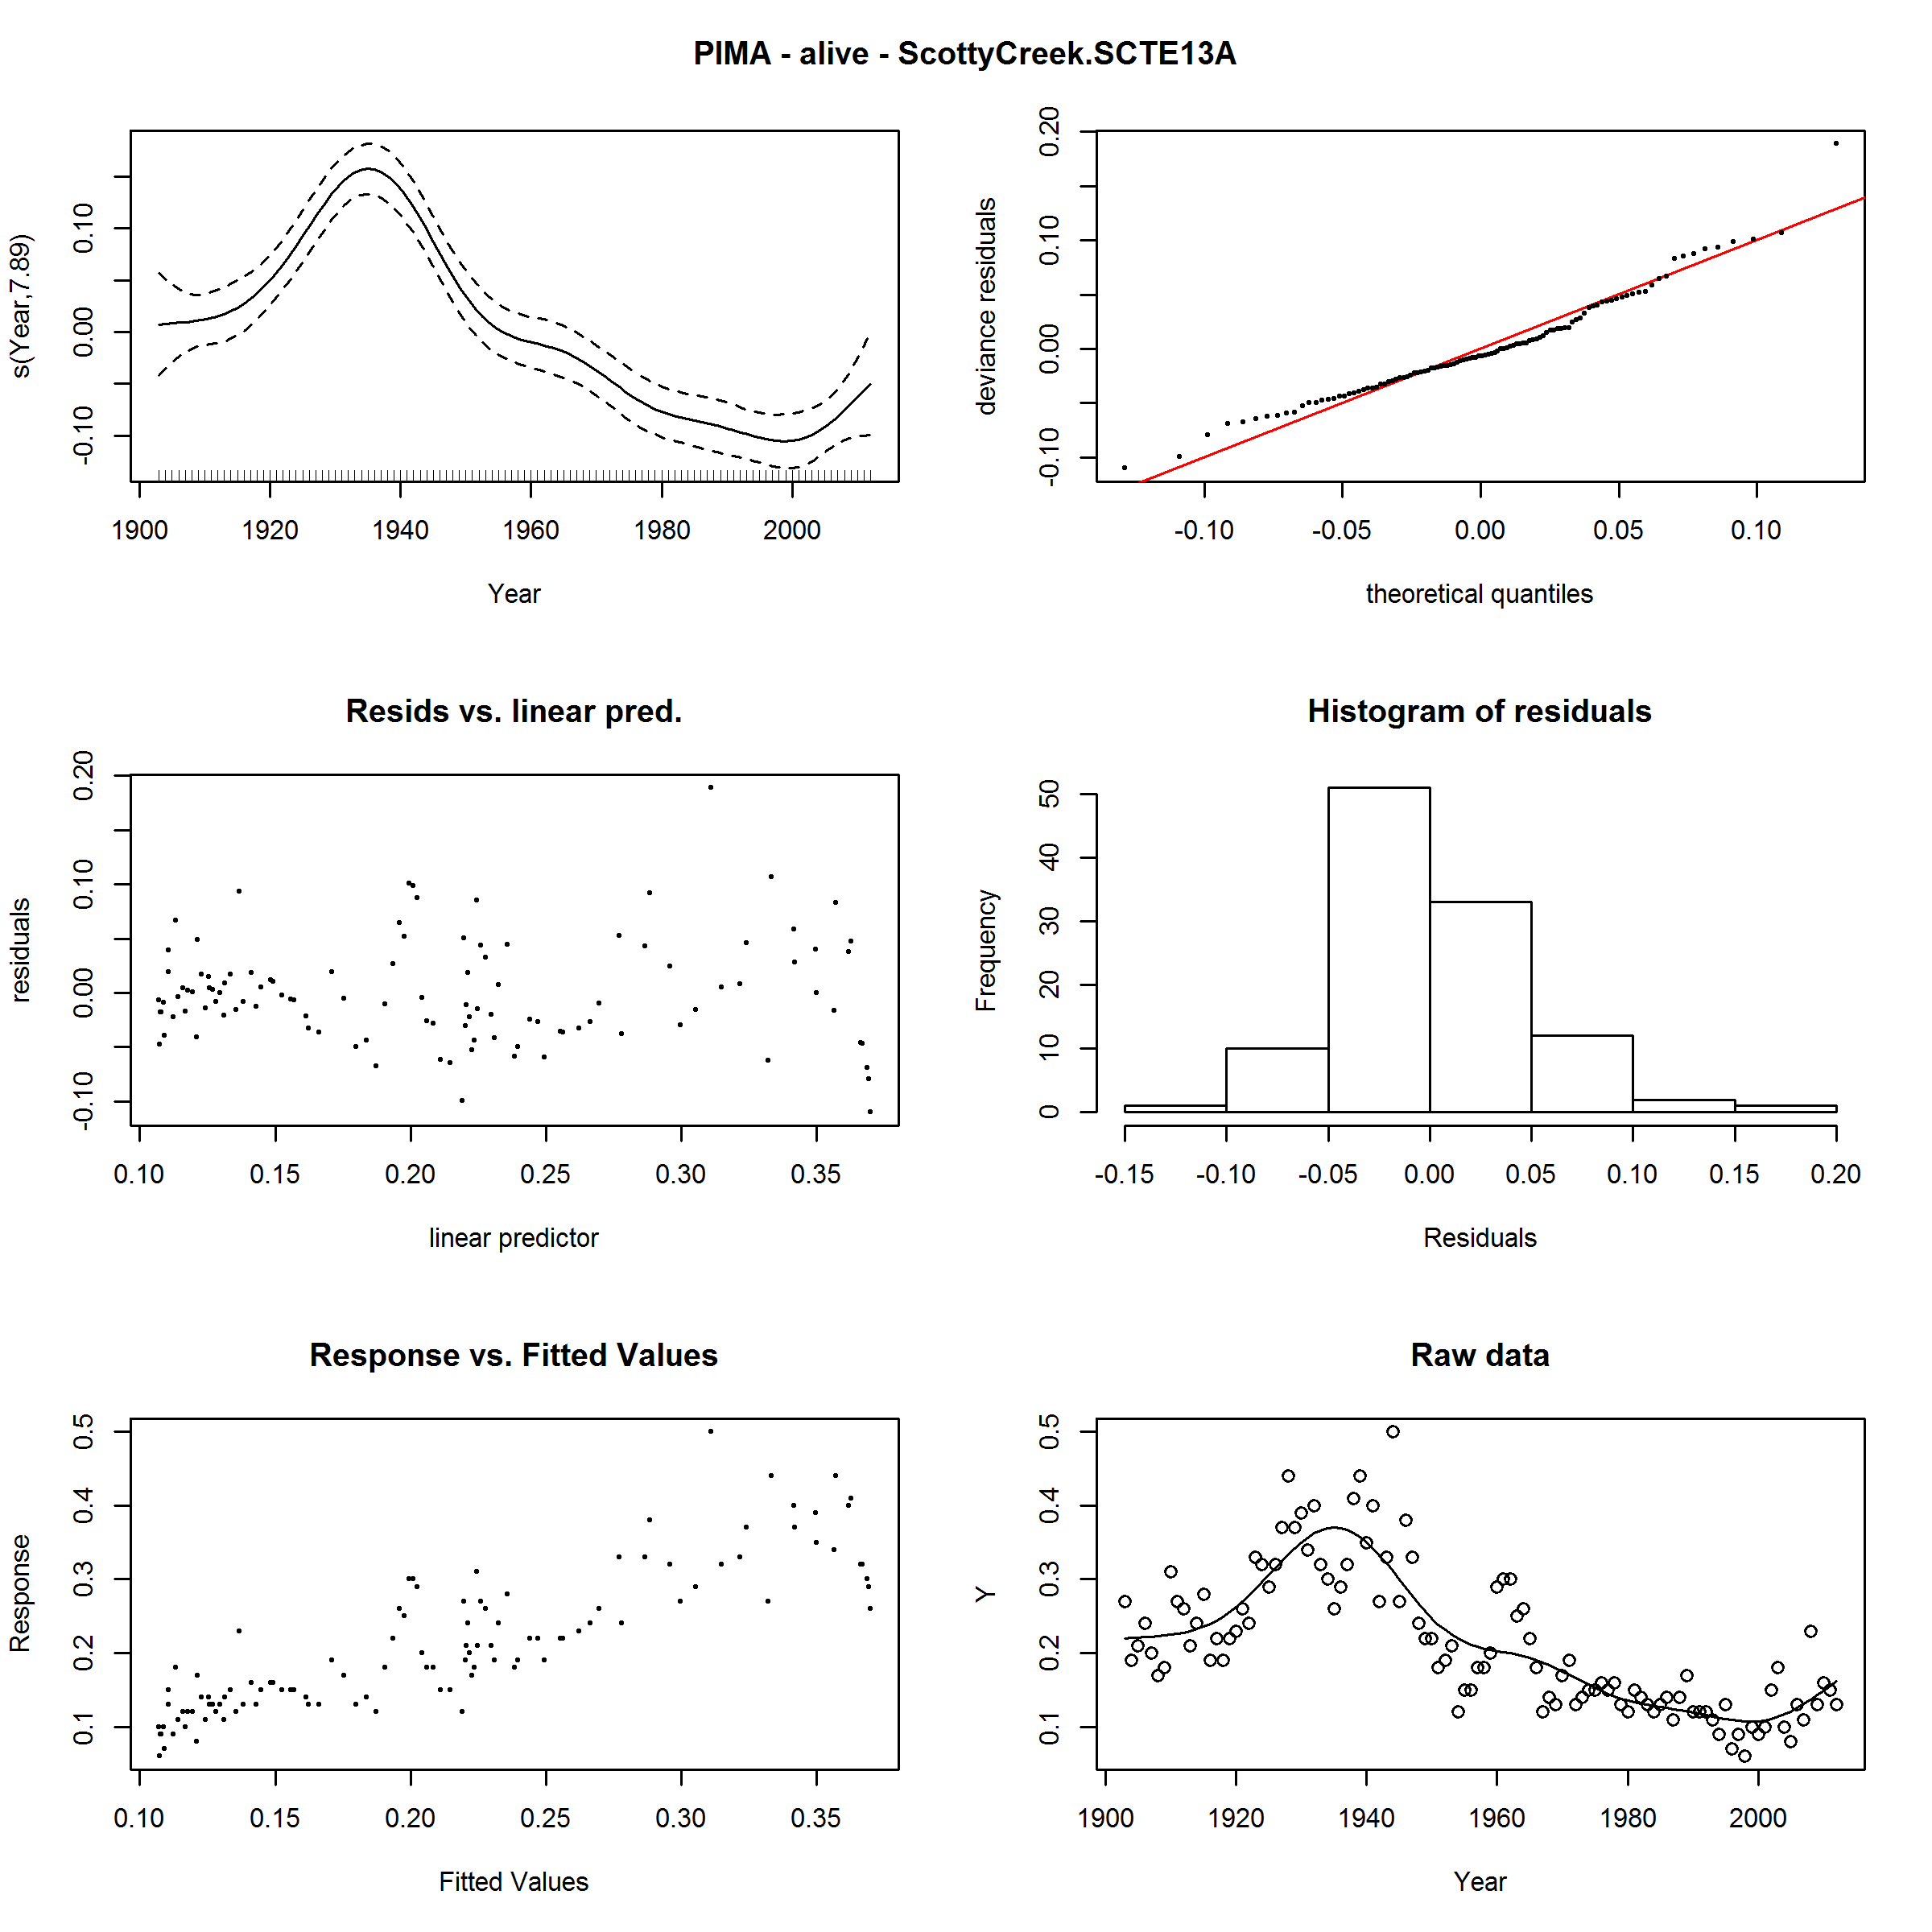 PIMA - alive - ScottyCreek.SCTE13A
s(Year,7.89)
-0.10 0.00 0.10
1900 1920 1940 1960 1980 2000
Year
deviance residuals
-0.10 0.00 0.10 0.20
-0.10 -0.05 0.00 0.05 0.10
theoretical quantiles
Resids vs. linear pred.
residuals
-0.10 0.00 0.10 0.20
0.10 0.15 0.20 0.25 0.30 0.35
linear predictor
Histogram of residuals
Frequency
0 10 20 30 40 50
-0.15 -0.10 -0.05 0.00 0.05 0.10 0.15 0.20
Residuals
Response vs. Fitted Values
Response
0.1 0.2 0.3 0.4 0.5
0.10 0.15 0.20 0.25 0.30 0.35
Fitted Values
Raw data
Y
0.1 0.2 0.3 0.4 0.5
1900 1920 1940 1960 1980 2000
Year